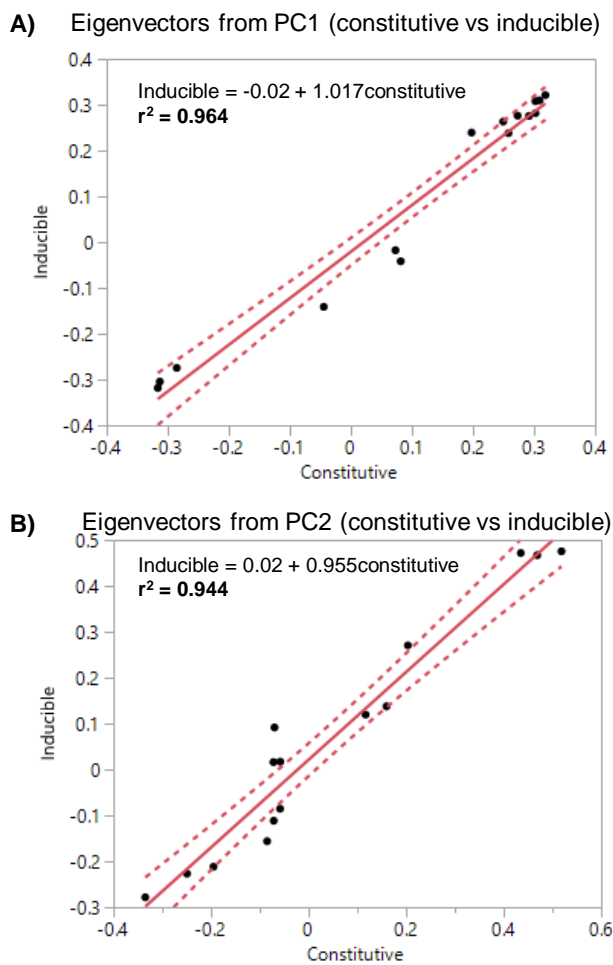 A) Eigenvectors from PC1 (constitutive vs inducible)
Inducible = -0.02 + 1.017constitutive
r² = 0.964
0.4
0.3
0.2
0.1
0
-0.1
-0.2
-0.3
-0.4
Inducible
-0.4 -0.3 -0.2 -0.1 0 0.1 0.2 0.3 0.4
Constitutive
B) Eigenvectors from PC2 (constitutive vs inducible)
Inducible = 0.02 + 0.955constitutive
r² = 0.944
0.5
0.4
0.3
0.2
0.1
0
-0.1
-0.2
-0.3
Inducible
-0.4 -0.2 0 0.2 0.4 0.6
Constitutive